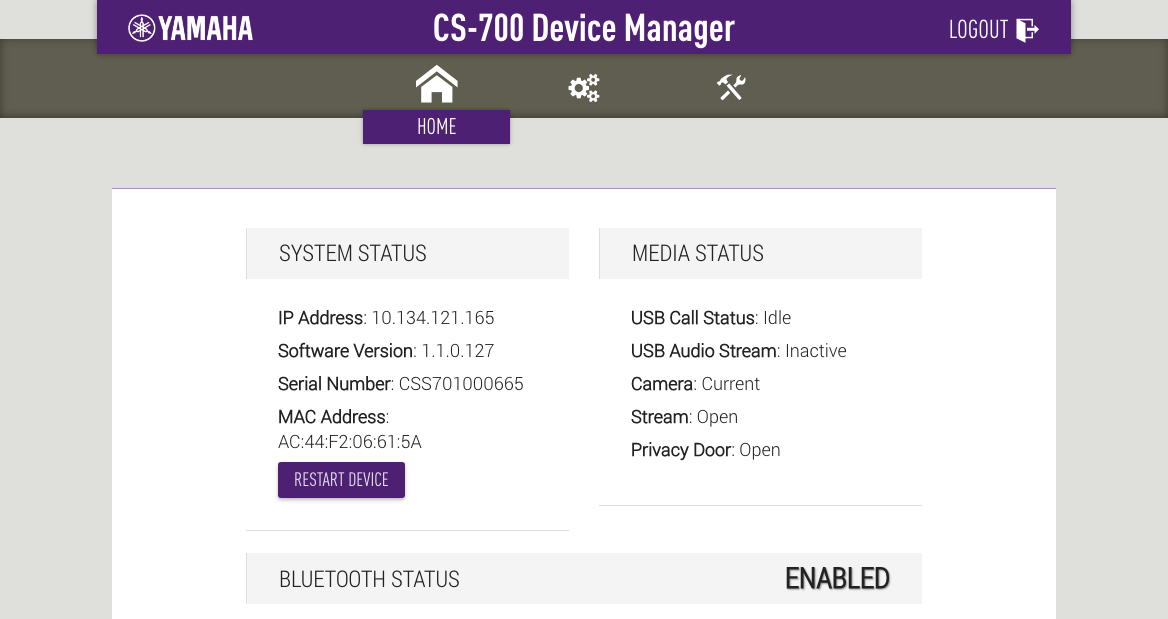 YAMAHA
CS-700 Device Manager
LOGOUT
HOME
SYSTEM STATUS
IP Address: 10.134.121.165
Software Version: 1.1.0.127
Serial Number: CSS701000665
MAC Address:
AC:44:F2:06:61:5A
RESTART DEVICE
MEDIA STATUS
USB Call Status: Idle
USB Audio Stream: Inactive
Camera: Current
Stream: Open
Privacy Door: Open
BLUETOOTH STATUS
ENABLED